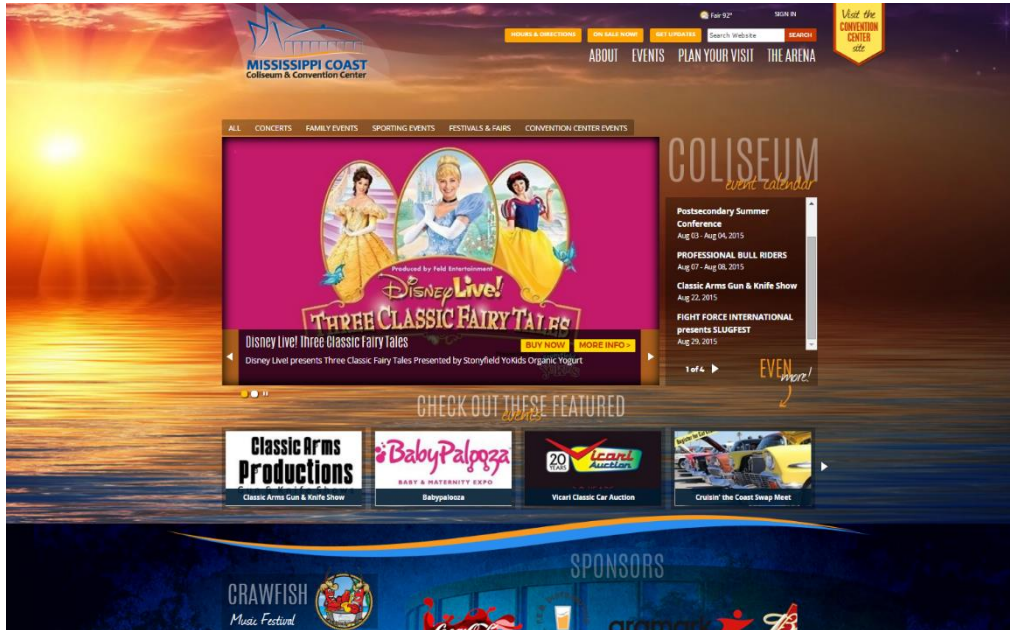 Fair 92°
SIGN IN
Visit the
CONVENTION
CENTER
site
HOURS & DIRECTIONS
ON SALE NOW!
GET UPDATES
Search Website
SEARCH
MISSISSIPPI COAST
Coliseum & Convention Center
ABOUT
EVENTS
PLAN YOUR VISIT
THE ARENA
ALL
CONCERTS
FAMILY EVENTS
SPORTING EVENTS
FESTIVALS & FAIRS
CONVENTION CENTER EVENTS
Produced by Feld Entertainment
Disney Live!
THREE CLASSIC FAIRY TALES
Disney Live! Three Classic Fairy Tales
BUY NOW
MORE INFO >
Disney Live! presents Three Classic Fairy Tales Presented by Stonyfield YoKids Organic Yogurt
COLISEUM
event calendar
Postsecondary Summer
Conference
Aug 03 - Aug 04, 2015
PROFESSIONAL BULL RIDERS
Aug 07 - Aug 08, 2015
Classic Arms Gun & Knife Show
Aug 22, 2015
FIGHT FORCE INTERNATIONAL
presents SLUGFEST
Aug 29, 2015
1 of 4
EVEN
more!
CHECK OUT THESE FEATURED
events
Classic Arms
Productions
Classic Arms Gun & Knife Show
BabyPalooza
BABY & MATERNITY EXPO
Babypalooza
20
YEARS
Vicari
Auction
Vicari Classic Car Auction
Cruisin' the Coast Swap Meet
SPONSORS
CRAWFISH
Music Festival
aramark